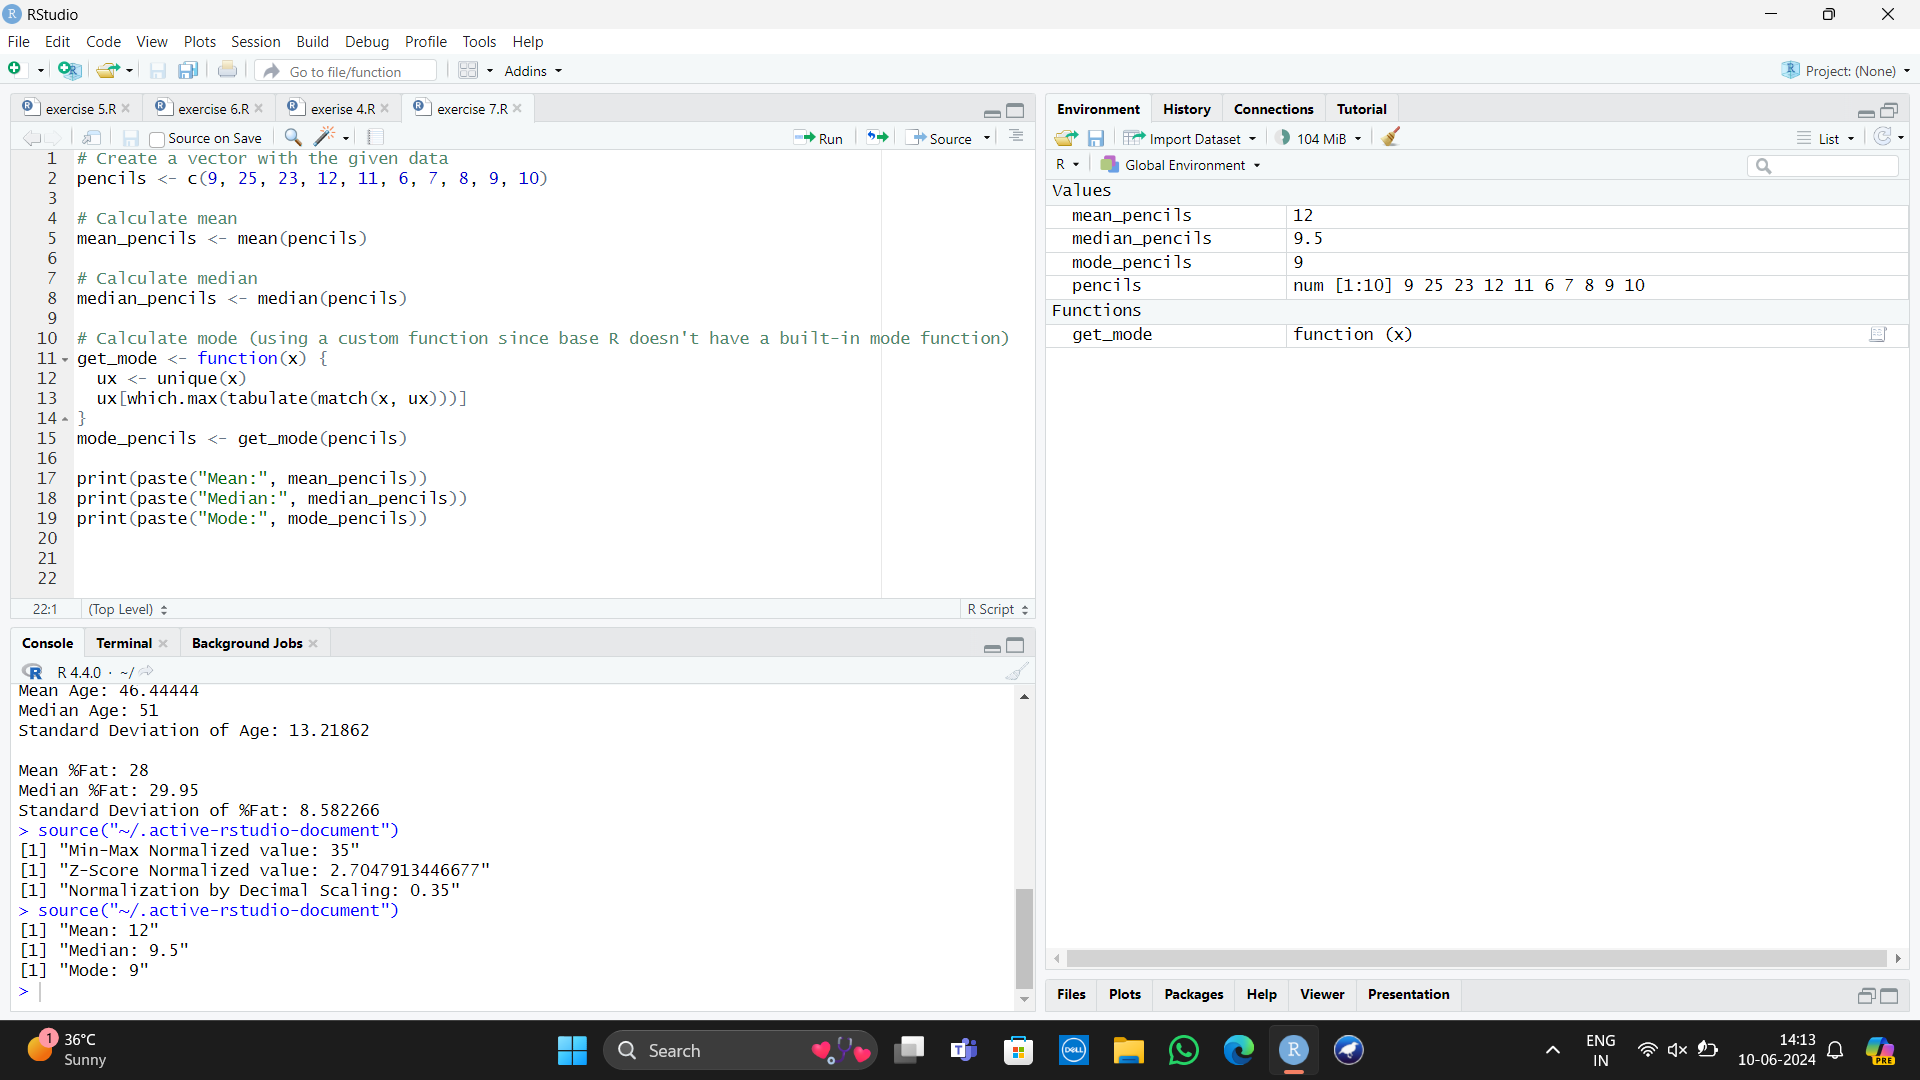 RStudio
File Edit Code View Plots Session Build Debug Profile Tools Help
Go to file/function Addins Project: (None)
exercise 5.R exercise 6.R exerise 4.R exercise 7.R
Source on Save Run Source
1 # Create a vector with the given data
2 pencils <- c(9, 25, 23, 12, 11, 6, 7, 8, 9, 10)
3
4 # Calculate mean
5 mean_pencils <- mean(pencils)
6
7 # Calculate median
8 median_pencils <- median(pencils)
9
10 # Calculate mode (using a custom function since base R doesn't have a built-in mode function)
11 get_mode <- function(x) {
12   ux <- unique(x)
13   ux[which.max(tabulate(match(x, ux)))]
14 }
15 mode_pencils <- get_mode(pencils)
16
17 print(paste("Mean:", mean_pencils))
18 print(paste("Median:", median_pencils))
19 print(paste("Mode:", mode_pencils))
20
21
22
22:1 (Top Level) R Script
Console Terminal Background Jobs
R R 4.4.0 · ~/
Mean Age: 46.44444
Median Age: 51
Standard Deviation of Age: 13.21862
Mean %Fat: 28
Median %Fat: 29.95
Standard Deviation of %Fat: 8.582266
> source("~/.active-rstudio-document")
[1] "Min-Max Normalized value: 35"
[1] "Z-Score Normalized value: 2.7047913446677"
[1] "Normalization by Decimal Scaling: 0.35"
> source("~/.active-rstudio-document")
[1] "Mean: 12"
[1] "Median: 9.5"
[1] "Mode: 9"
>
Environment History Connections Tutorial
Import Dataset 104 MiB List
R Global Environment
Values
mean_pencils 12
median_pencils 9.5
mode_pencils 9
pencils num [1:10] 9 25 23 12 11 6 7 8 9 10
Functions
get_mode function (x)
Files Plots Packages Help Viewer Presentation
1 36°C
Sunny
Search
DELL
R
ENG
IN
14:13
10-06-2024
PRE